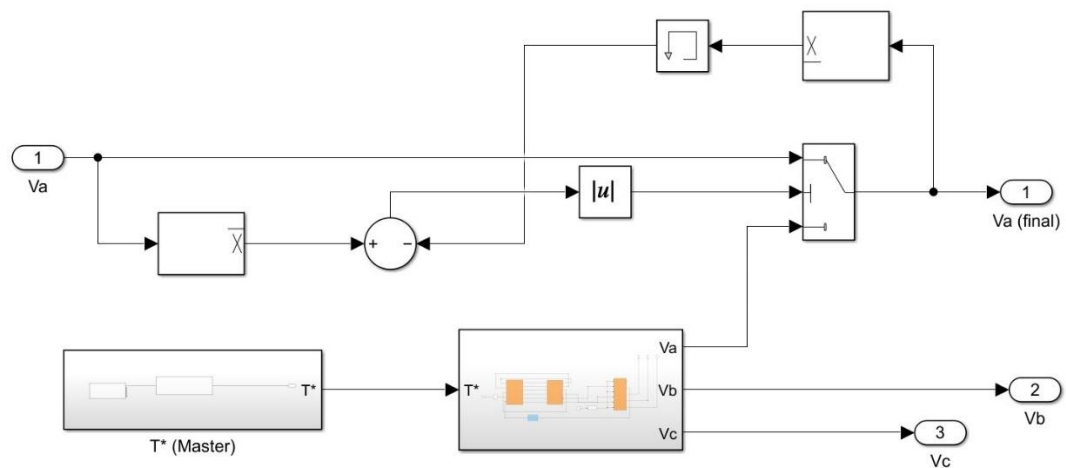 1
Va
+
−
|u|
1
Va (final)
T*
T* (Master)
T*
Va
Vb
Vc
2
Vb
3
Vc